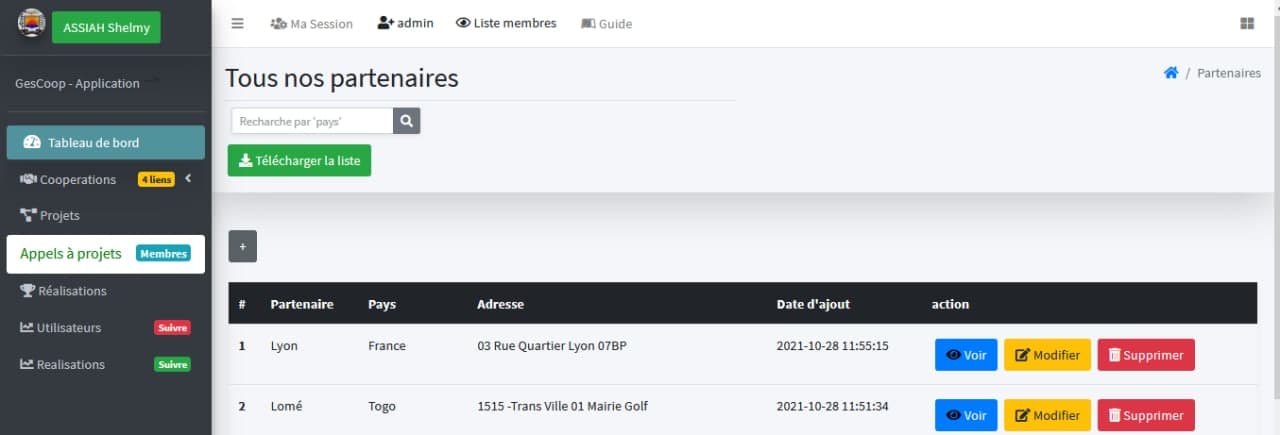 ASSIAH Shelmy
GesCoop - Application
Tableau de bord
Cooperations 4 liens
Projets
Appels à projets Membres
Réalisations
Utilisateurs Suivre
Realisations Suivre
Ma Session admin Liste membres Guide
Tous nos partenaires
/ Partenaires
Recharche par 'pays'
Télécharger la liste
+
# Partenaire Pays Adresse Date d'ajout action
1 Lyon France 03 Rue Quartier Lyon 07BP 2021-10-28 11:55:15 Voir Modifier Supprimer
2 Lomé Togo 1515 -Trans Ville 01 Mairie Golf 2021-10-28 11:51:34 Voir Modifier Supprimer